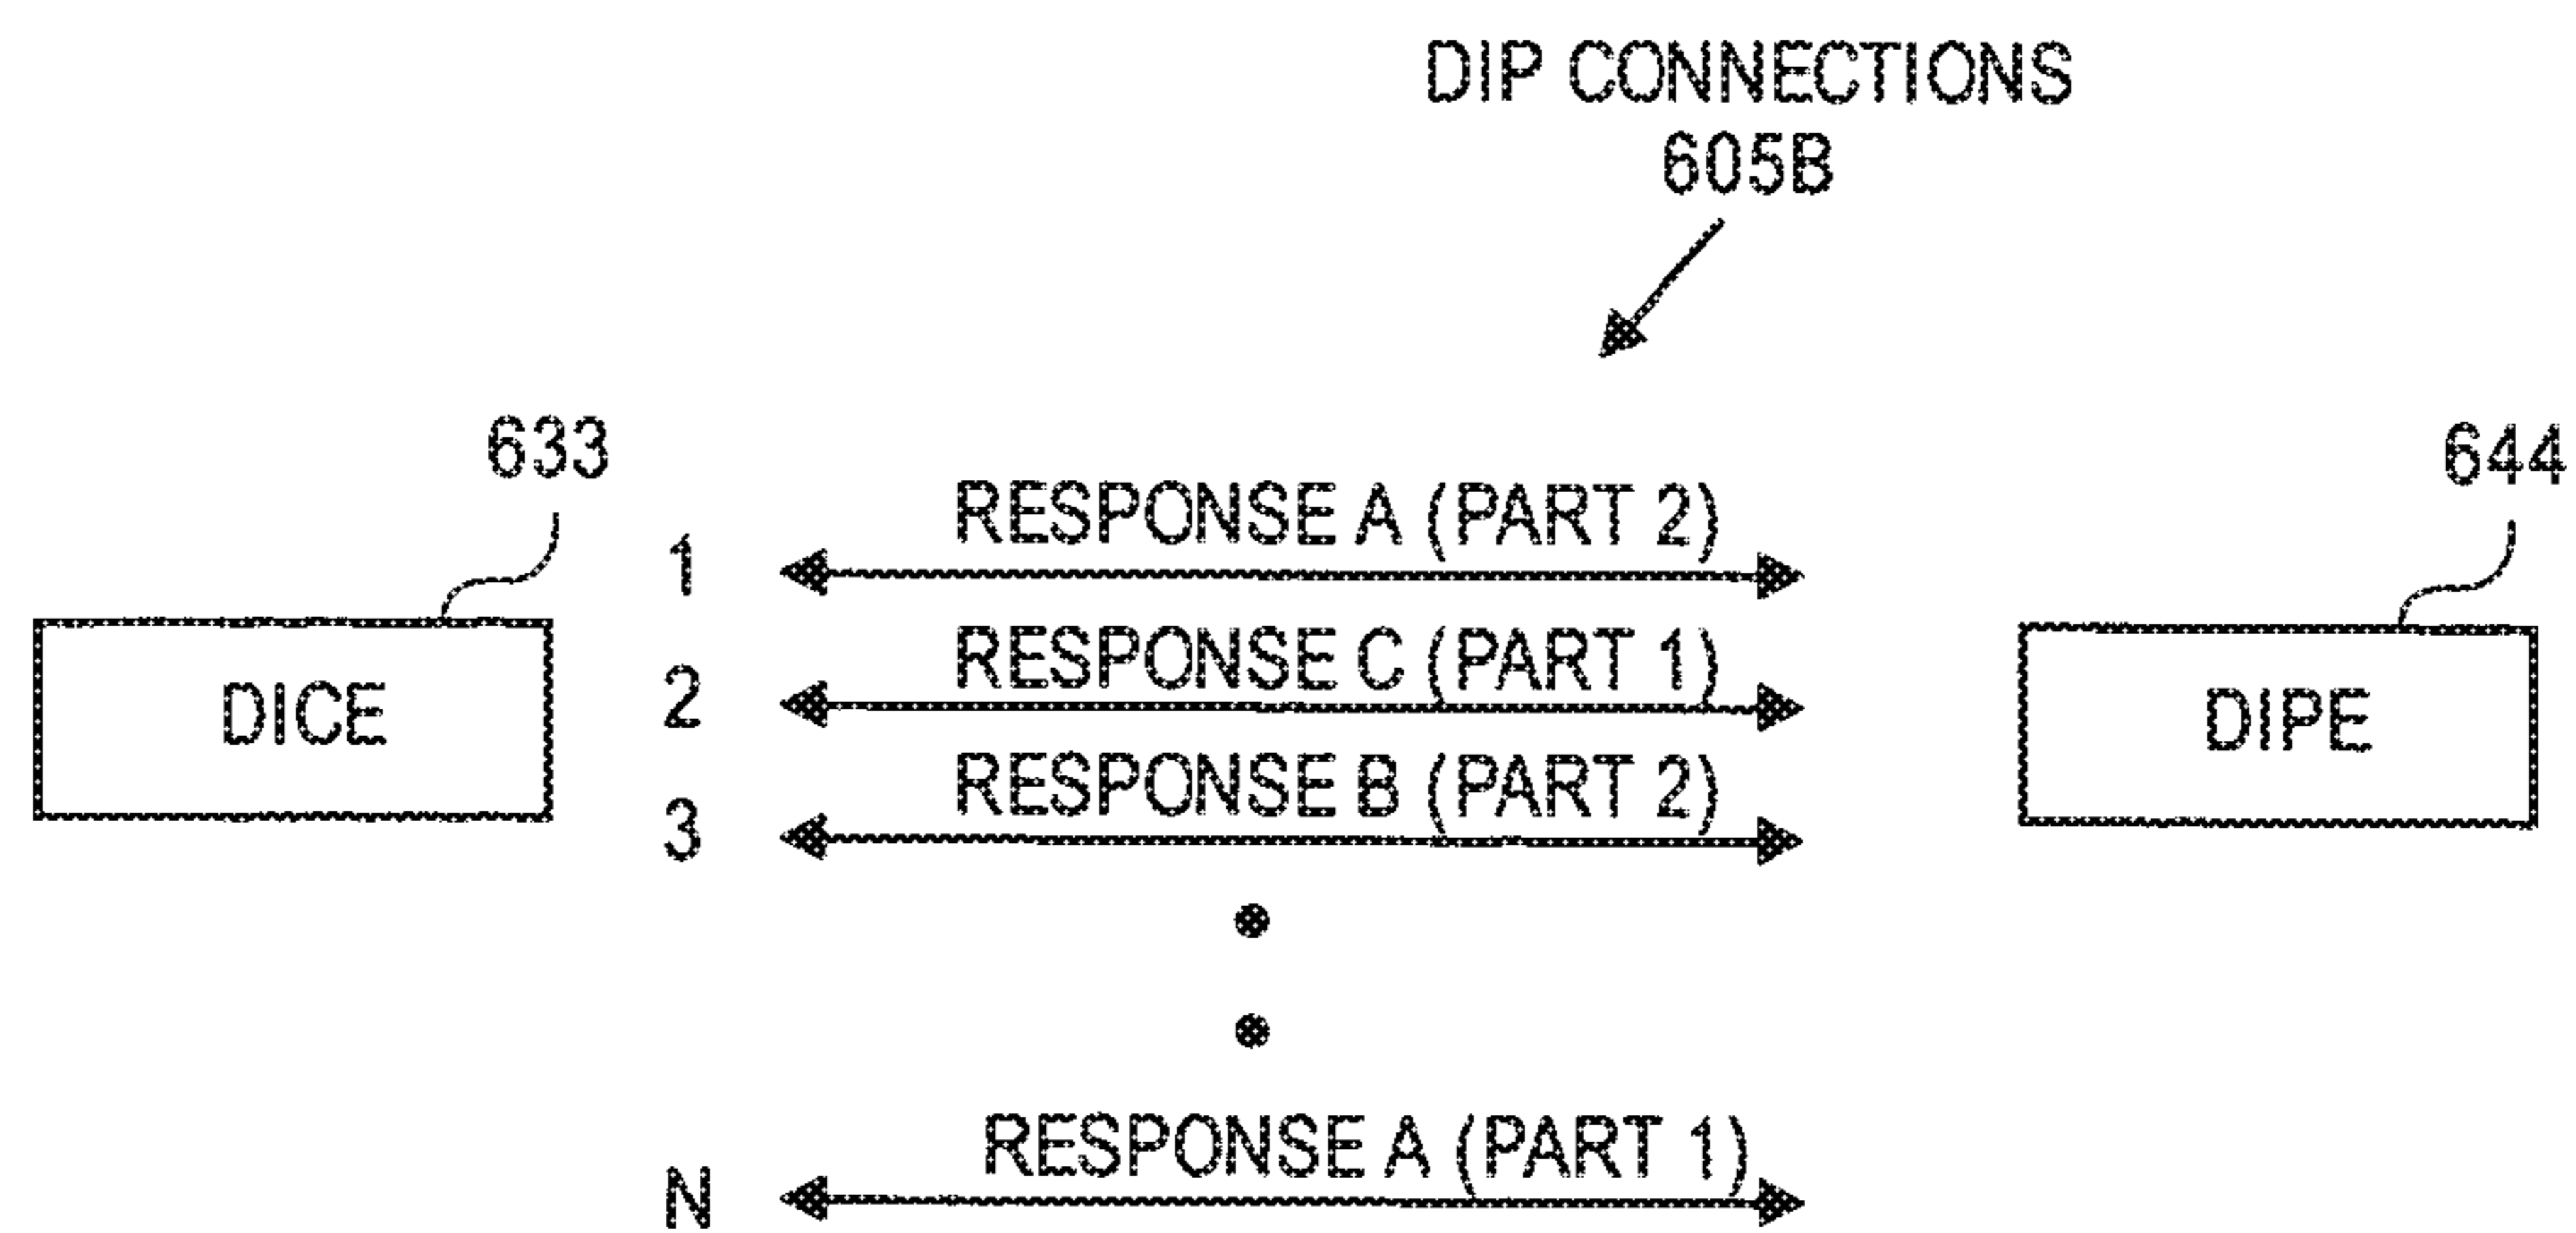 DIP CONNECTIONS
605B
633
644
RESPONSE A (PART 2)
1
RESPONSE C (PART 1)
2
DICE
DIPE
RESPONSE B (PART 2)
3
RESPONSE A (PART 1)
N